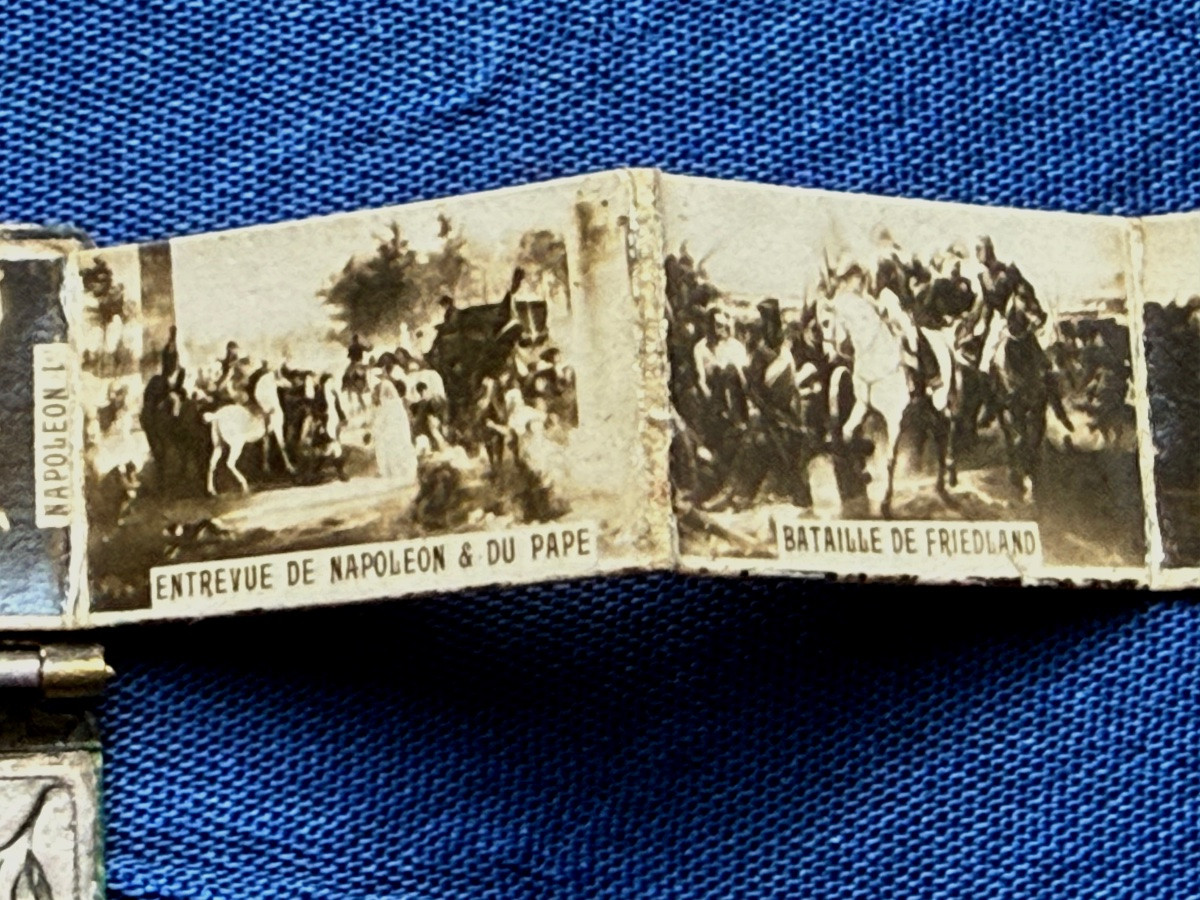 NAPOLEON Iᵉʳ
ENTREVUE DE NAPOLEON & DU PAPE
BATAILLE DE FRIEDLAND